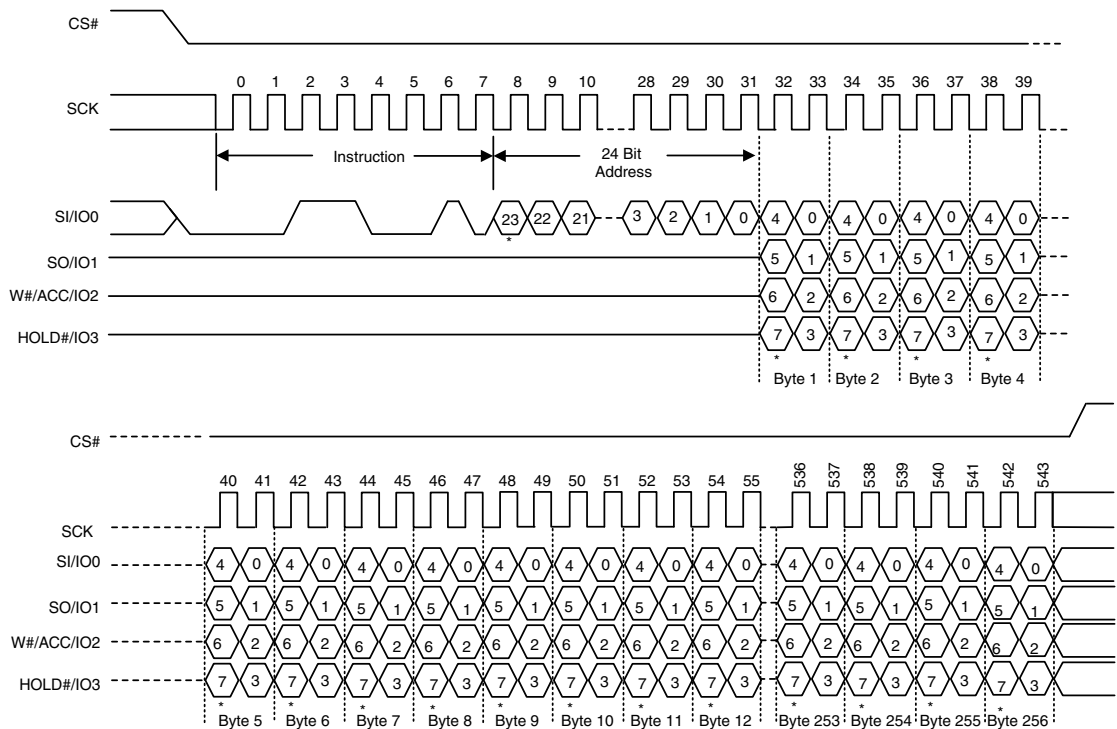 CS#
0 1 2 3 4 5 6 7 8 9 10 28 29 30 31 32 33 34 35 36 37 38 39
SCK
Instruction
24 Bit
Address
SI/IO0 23 22 21 3 2 1 0 4 0 4 0 4 0 4 0
*
SO/IO1 5 1 5 1 5 1 5 1
W#/ACC/IO2 6 2 6 2 6 2 6 2
HOLD#/IO3 7 3 7 3 7 3 7 3
* * * *
Byte 1 Byte 2 Byte 3 Byte 4
CS#
40 41 42 43 44 45 46 47 48 49 50 51 52 53 54 55 536 537 538 539 540 541 542 543
SCK
SI/IO0 4 0 4 0 4 0 4 0 4 0 4 0 4 0 4 0 4 0 4 0 4 0 4 0
SO/IO1 5 1 5 1 5 1 5 1 5 1 5 1 5 1 5 1 5 1 5 1 5 1 5 1
W#/ACC/IO2 6 2 6 2 6 2 6 2 6 2 6 2 6 2 6 2 6 2 6 2 6 2 6 2
HOLD#/IO3 7 3 7 3 7 3 7 3 7 3 7 3 7 3 7 3 7 3 7 3 7 3 7 3
* * * * * * * * * * * *
Byte 5 Byte 6 Byte 7 Byte 8 Byte 9 Byte 10 Byte 11 Byte 12 Byte 253 Byte 254 Byte 255 Byte 256